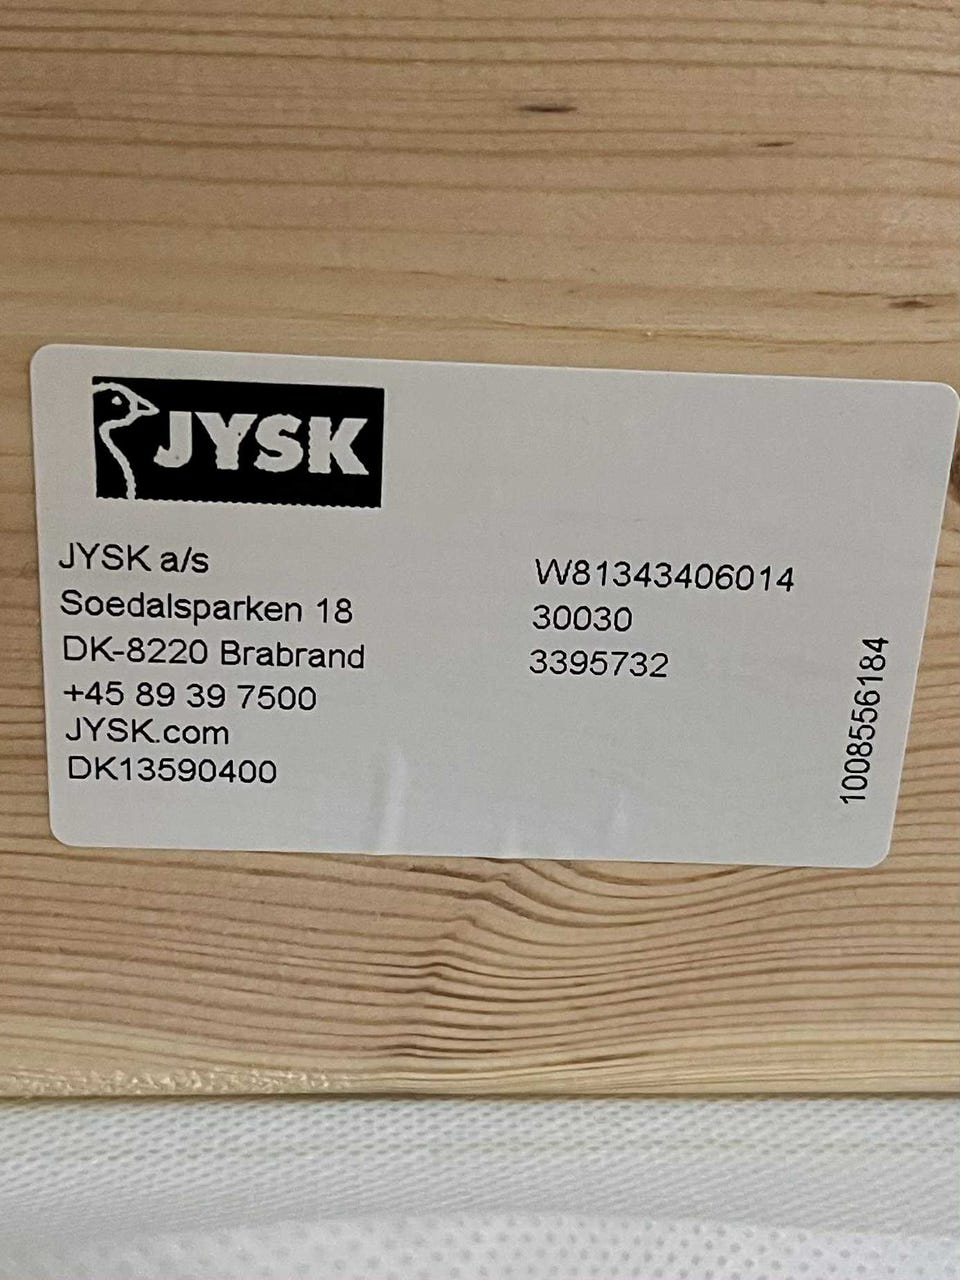 JYSK
JYSK a/s
Soedalsparken 18
DK-8220 Brabrand
+45 89 39 7500
JYSK.com
DK13590400
W81343406014
30030
3395732
1008556184